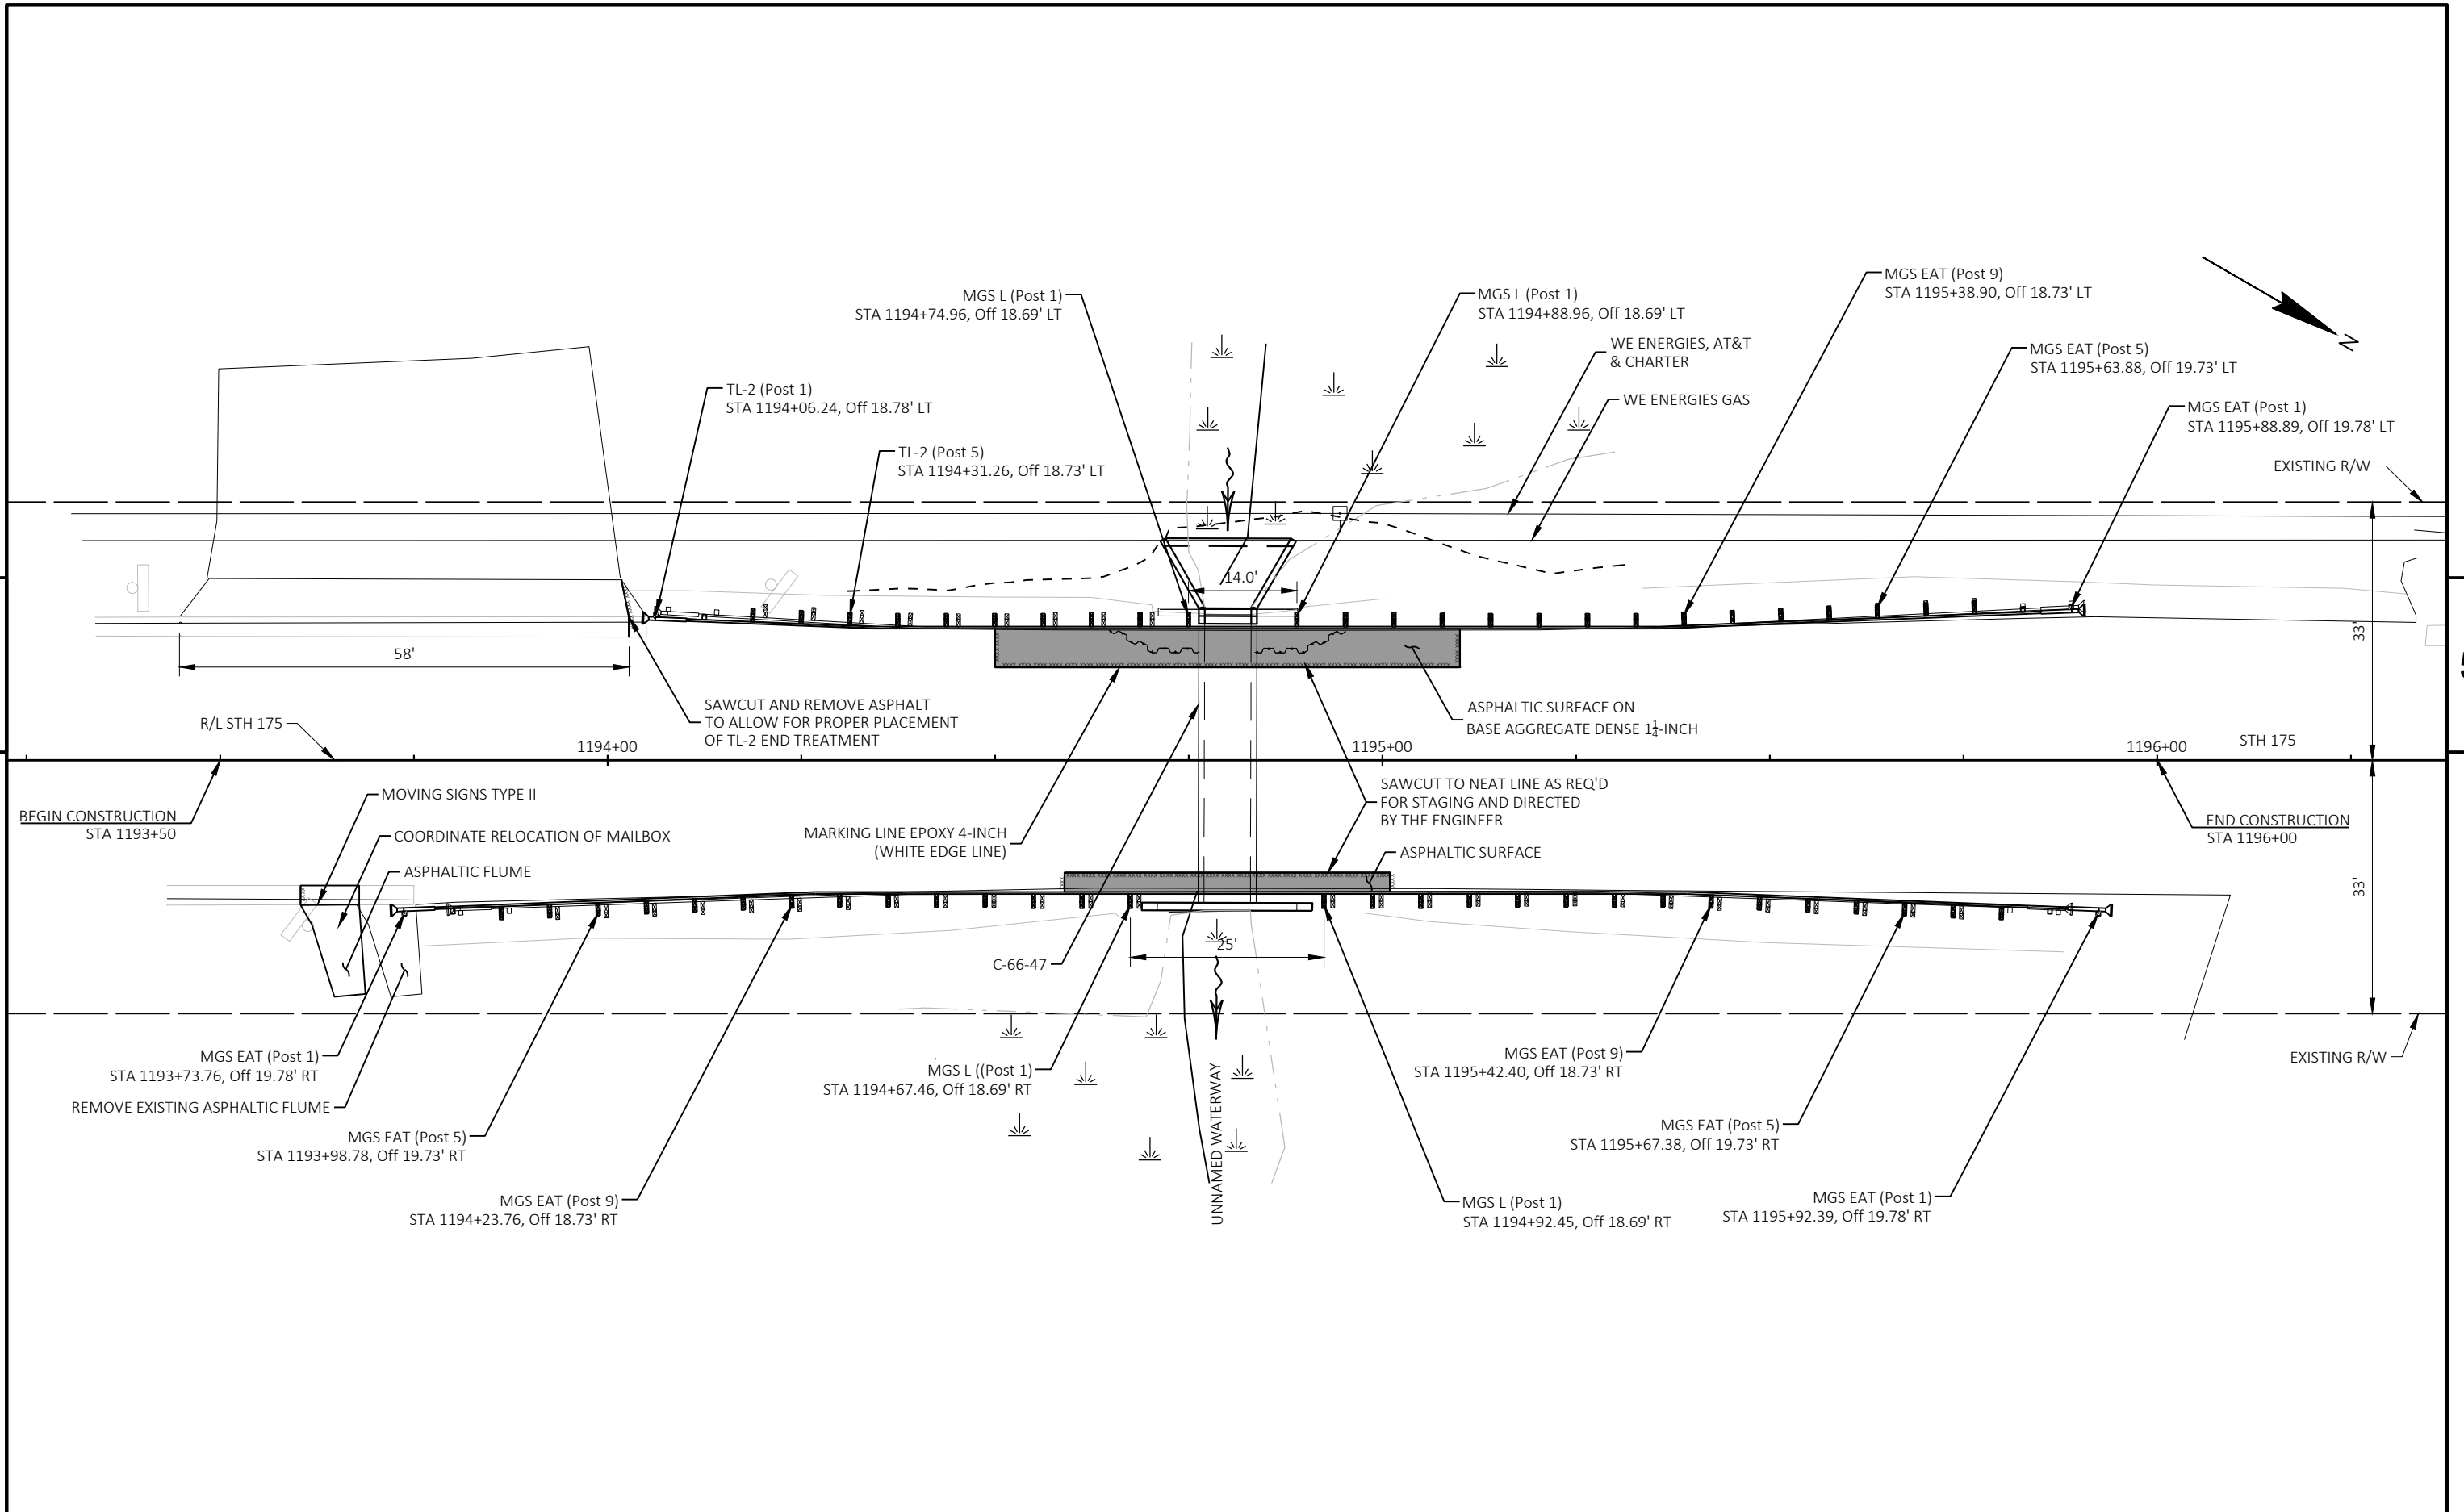 MGS EAT (Post 9)
STA 1195+38.90, Off 18.73' LT
MGS L (Post 1)
STA 1194+74.96, Off 18.69' LT
MGS L (Post 1)
STA 1194+88.96, Off 18.69' LT
N
WE ENERGIES, AT&T
& CHARTER
MGS EAT (Post 5)
STA 1195+63.88, Off 19.73' LT
TL-2 (Post 1)
STA 1194+06.24, Off 18.78' LT
WE ENERGIES GAS
MGS EAT (Post 1)
STA 1195+88.89, Off 19.78' LT
TL-2 (Post 5)
STA 1194+31.26, Off 18.73' LT
EXISTING R/W
14.0'
33'
58'
SAWCUT AND REMOVE ASPHALT
TO ALLOW FOR PROPER PLACEMENT
OF TL-2 END TREATMENT
ASPHALTIC SURFACE ON
BASE AGGREGATE DENSE 1 1/4-INCH
R/L STH 175
1194+00
1195+00
1196+00
STH 175
BEGIN CONSTRUCTION
STA 1193+50
MOVING SIGNS TYPE II
COORDINATE RELOCATION OF MAILBOX
ASPHALTIC FLUME
MARKING LINE EPOXY 4-INCH
(WHITE EDGE LINE)
SAWCUT TO NEAT LINE AS REQ'D
FOR STAGING AND DIRECTED
BY THE ENGINEER
ASPHALTIC SURFACE
END CONSTRUCTION
STA 1196+00
33'
25'
C-66-47
MGS EAT (Post 1)
STA 1193+73.76, Off 19.78' RT
REMOVE EXISTING ASPHALTIC FLUME
MGS EAT (Post 5)
STA 1193+98.78, Off 19.73' RT
MGS EAT (Post 9)
STA 1194+23.76, Off 18.73' RT
MGS L ((Post 1)
STA 1194+67.46, Off 18.69' RT
UNNAMED WATERWAY
MGS EAT (Post 9)
STA 1195+42.40, Off 18.73' RT
EXISTING R/W
MGS EAT (Post 5)
STA 1195+67.38, Off 19.73' RT
MGS L (Post 1)
STA 1194+92.45, Off 18.69' RT
MGS EAT (Post 1)
STA 1195+92.39, Off 19.78' RT